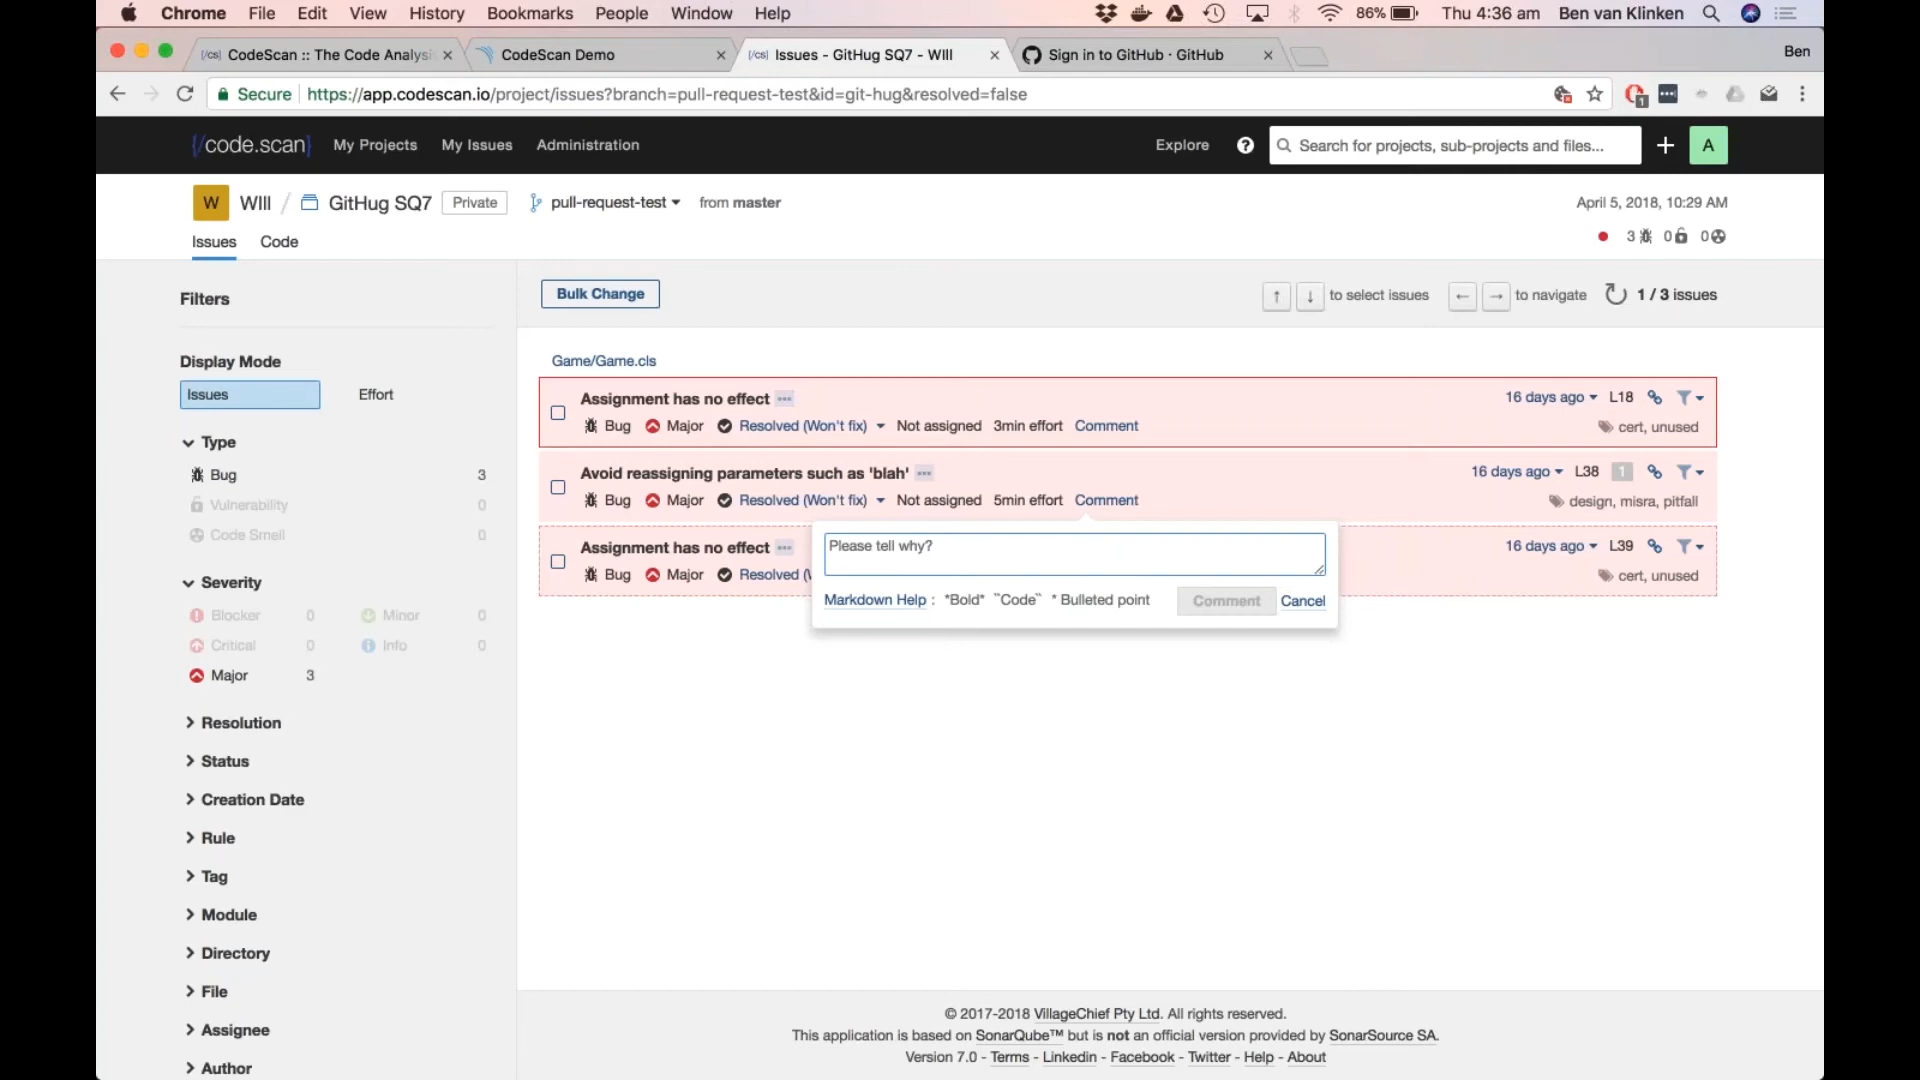 Chrome File Edit View History Bookmarks People Window Help 86% Thu 4:36 am Ben van Klinken
CodeScan :: The Code Analysi CodeScan Demo Issues - GitHug SQ7 - WIll Sign in to GitHub · GitHub Ben
Secure https://app.codescan.io/project/issues?branch=pull-request-test&id=git-hug&resolved=false
{/code.scan} My Projects My Issues Administration Explore ? Search for projects, sub-projects and files... + A
W WIll / GitHug SQ7 Private pull-request-test from master April 5, 2018, 10:29 AM
3 0 0
Issues Code
Filters Bulk Change ↑ ↓ to select issues ← → to navigate 1 / 3 issues
Display Mode
Issues Effort
Type
Bug 3
Vulnerability 0
Code Smell 0
Severity
Blocker 0 Minor 0
Critical 0 Info 0
Major 3
Resolution
Status
Creation Date
Rule
Tag
Module
Directory
File
Assignee
Author
Game/Game.cls
Assignment has no effect ••• 16 days ago L18
Bug Major Resolved (Won't fix) Not assigned 3min effort Comment cert, unused
Avoid reassigning parameters such as 'blah' ••• 16 days ago L38 1
Bug Major Resolved (Won't fix) Not assigned 5min effort Comment design, misra, pitfall
Assignment has no effect ••• 16 days ago L39
Bug Major Resolved (W cert, unused
Please tell why?
Markdown Help : *Bold* ``Code`` * Bulleted point Comment Cancel
© 2017-2018 VillageChief Pty Ltd. All rights reserved.
This application is based on SonarQube™ but is not an official version provided by SonarSource SA.
Version 7.0 - Terms - Linkedin - Facebook - Twitter - Help - About